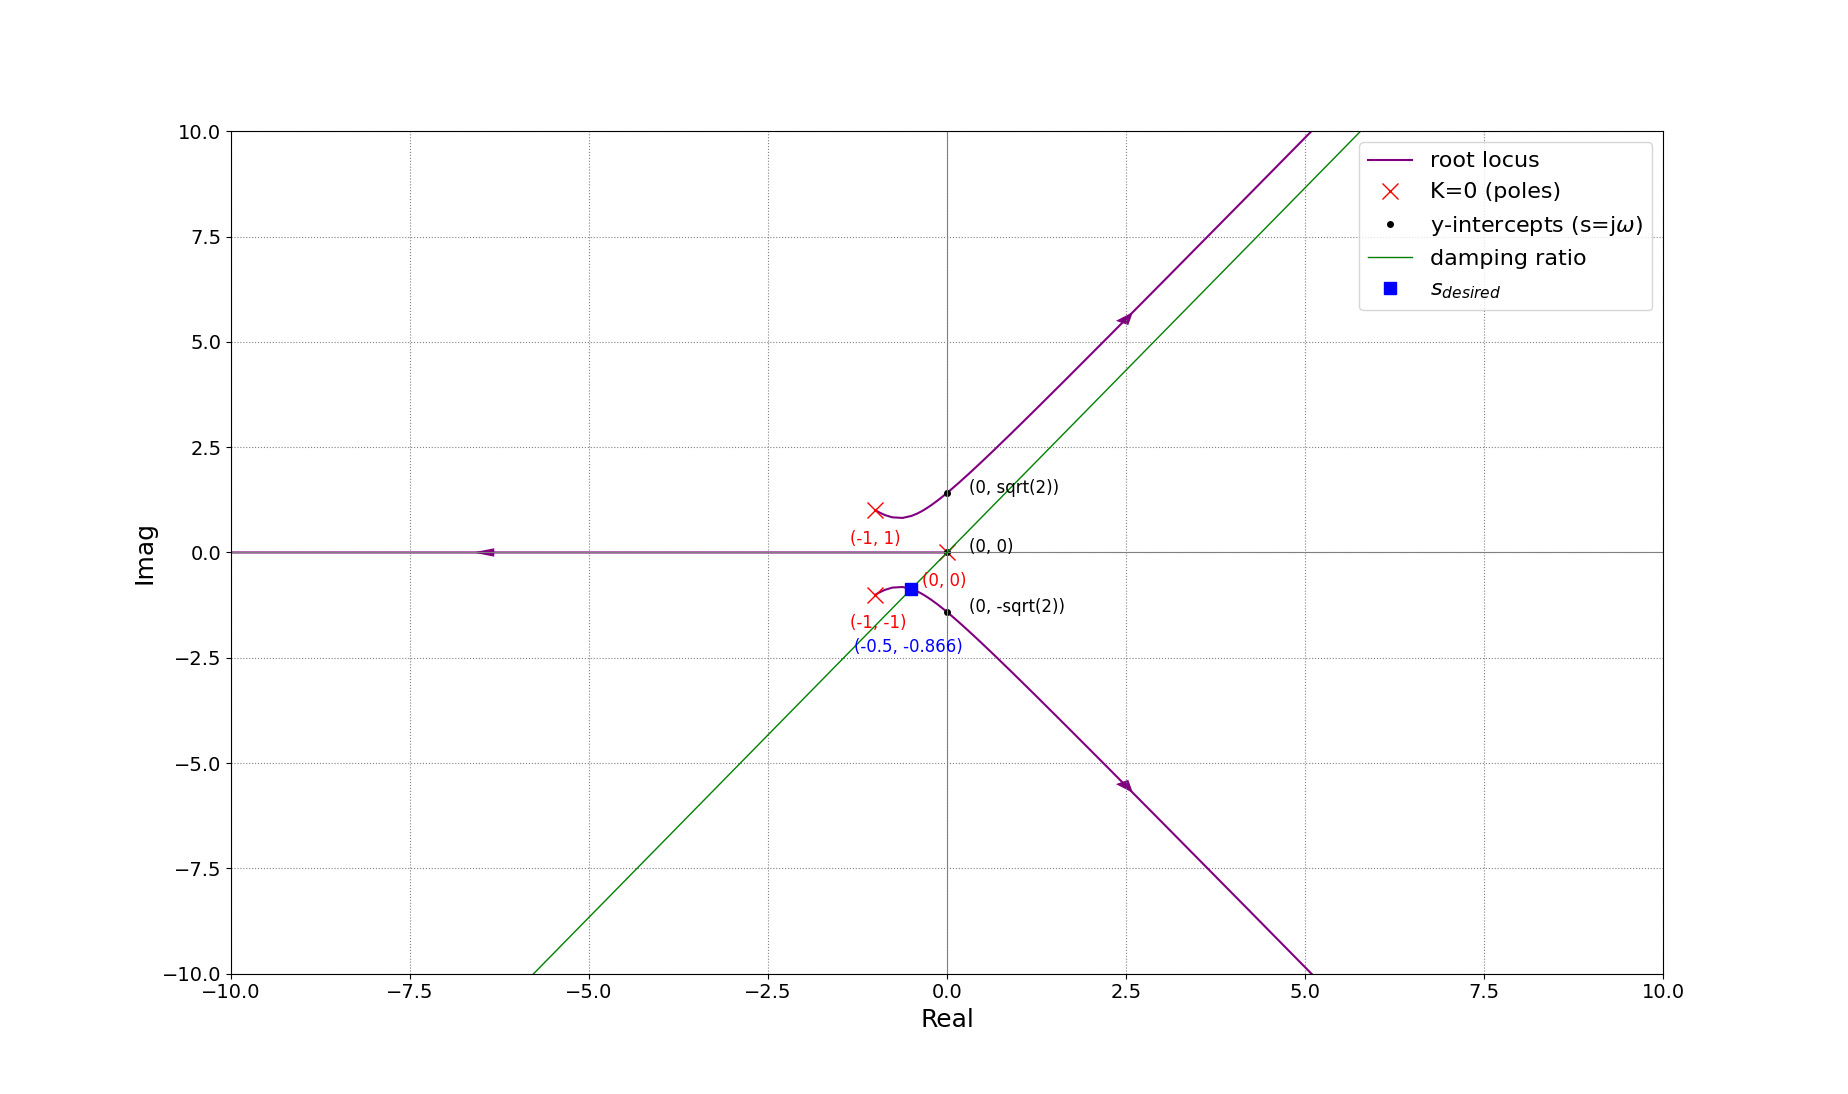 10.0
7.5
5.0
2.5
0.0
−2.5
−5.0
−7.5
−10.0
Imag
root locus
K=0 (poles)
y-intercepts (s=jω)
damping ratio
s_desired
(0, sqrt(2))
(-1, 1)
(0, 0)
(0, 0)
(0, -sqrt(2))
(-1, -1)
(-0.5, -0.866)
−10.0
−7.5
−5.0
−2.5
0.0
2.5
5.0
7.5
10.0
Real